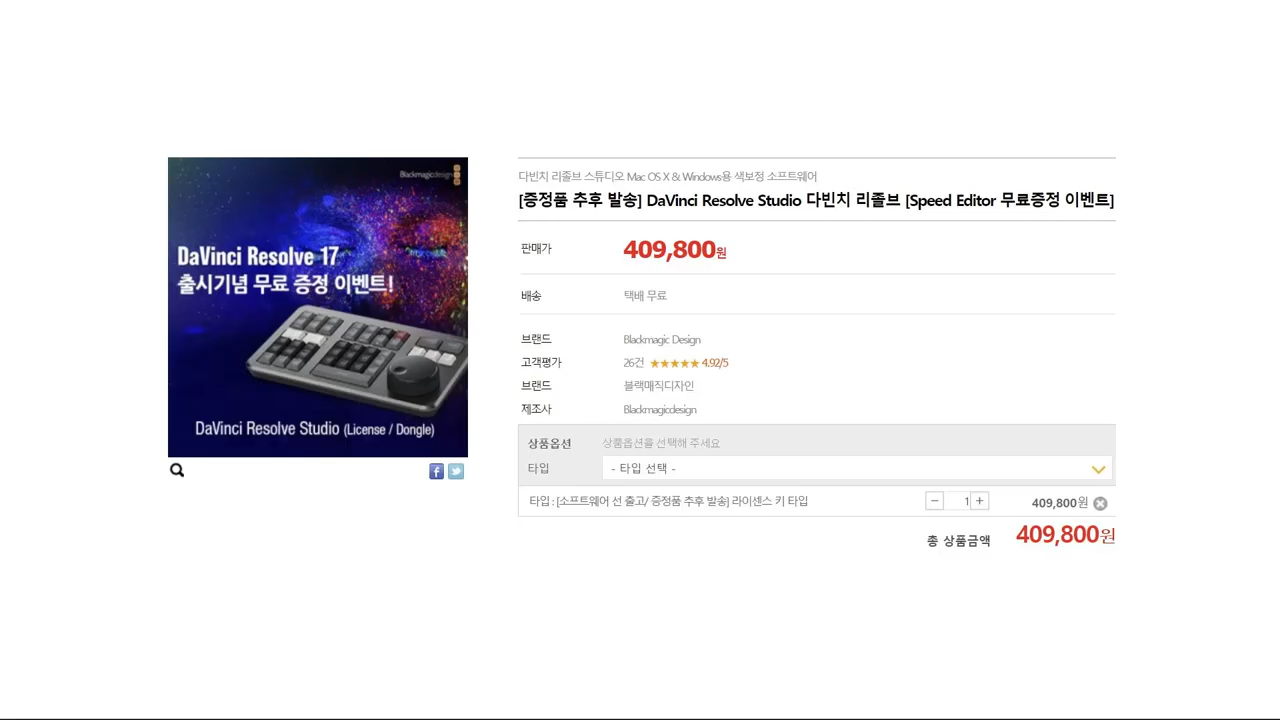 Blackmagicdesign
DaVinci Resolve 17
출시기념 무료 증정 이벤트!
DaVinci Resolve Studio (License / Dongle)
다빈치 리졸브 스튜디오 Mac OS X & Windows용 색보정 소프트웨어
[증정품 추후 발송] DaVinci Resolve Studio 다빈치 리졸브 [Speed Editor 무료증정 이벤트]
판매가 409,800원
배송 택배 무료
브랜드 Blackmagic Design
고객평가 26건 ★★★★★ 4.92/5
브랜드 블랙매직디자인
제조사 Blackmagicdesign
상품옵션 상품옵션을 선택해 주세요
타입 - 타입 선택 -
타입 : [소프트웨어 선 출고/ 증정품 추후 발송] 라이센스 키 타입 − 1 + 409,800원
총 상품금액 409,800원